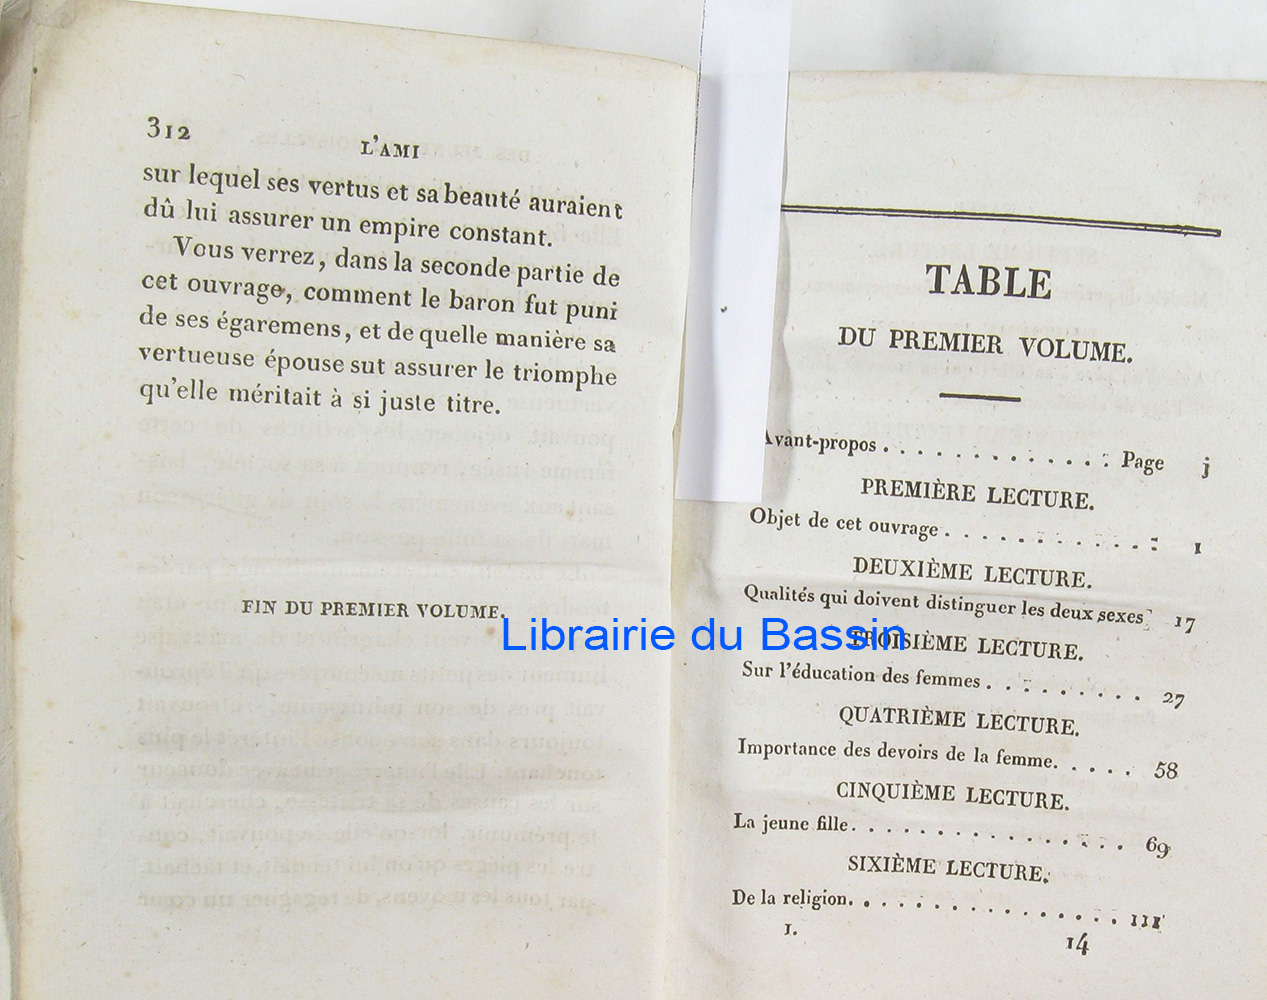 312
L'AMI
sur lequel ses vertus et sa beauté auraient
dû lui assurer un empire constant.
Vous verrez, dans la seconde partie de
cet ouvrage, comment le baron fut puni
de ses égaremens, et de quelle manière sa
vertueuse épouse sut assurer le triomphe
qu'elle méritait à si juste titre.
FIN DU PREMIER VOLUME.
Librairie du Bassin
TABLE
DU PREMIER VOLUME.
Avant-propos . . . . . . . . . . . . . Page j
PREMIÈRE LECTURE.
Objet de cet ouvrage . . . . . . . . . . . . 1
DEUXIÈME LECTURE.
Qualités qui doivent distinguer les deux sexes 17
TROISIÈME LECTURE.
Sur l'éducation des femmes . . . . . . . . . 27
QUATRIÈME LECTURE.
Importance des devoirs de la femme. . . . . 58
CINQUIÈME LECTURE.
La jeune fille. . . . . . . . . . . . . . . 69
SIXIÈME LECTURE.
De la religion. . . . . . . . . . . . . . . 111
1. 14